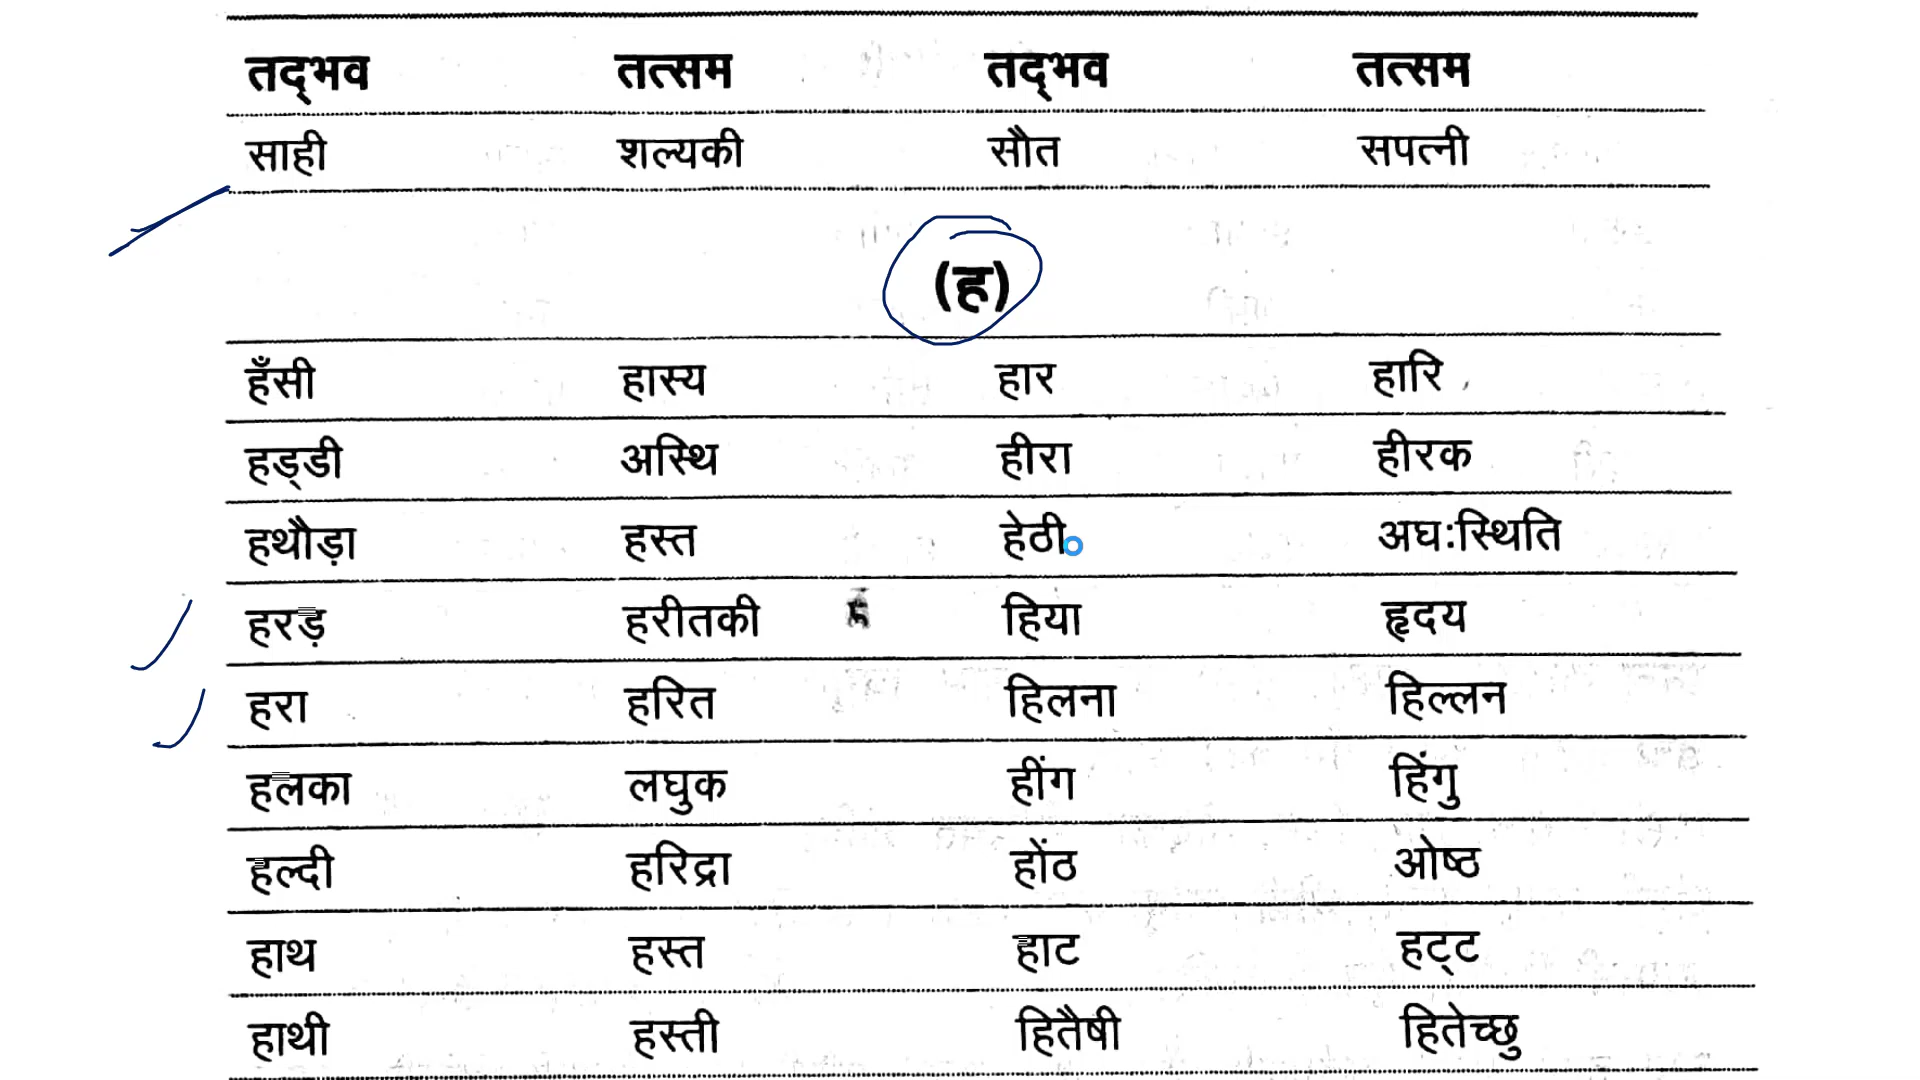 तद्भव तत्सम तद्भव तत्सम
साही शल्यकी सौत सपत्नी
(ह)
हँसी हास्य हार हारि
हड्डी अस्थि हीरा हीरक
हथौड़ा हस्त हेठी अघःस्थिति
हरड़ हरीतकी हिया हृदय
हरा हरित हिलना हिल्लन
हलका लघुक हींग हिंगु
हल्दी हरिद्रा होंठ ओष्ठ
हाथ हस्त हाट हट्ट
हाथी हस्ती हितैषी हितेच्छु